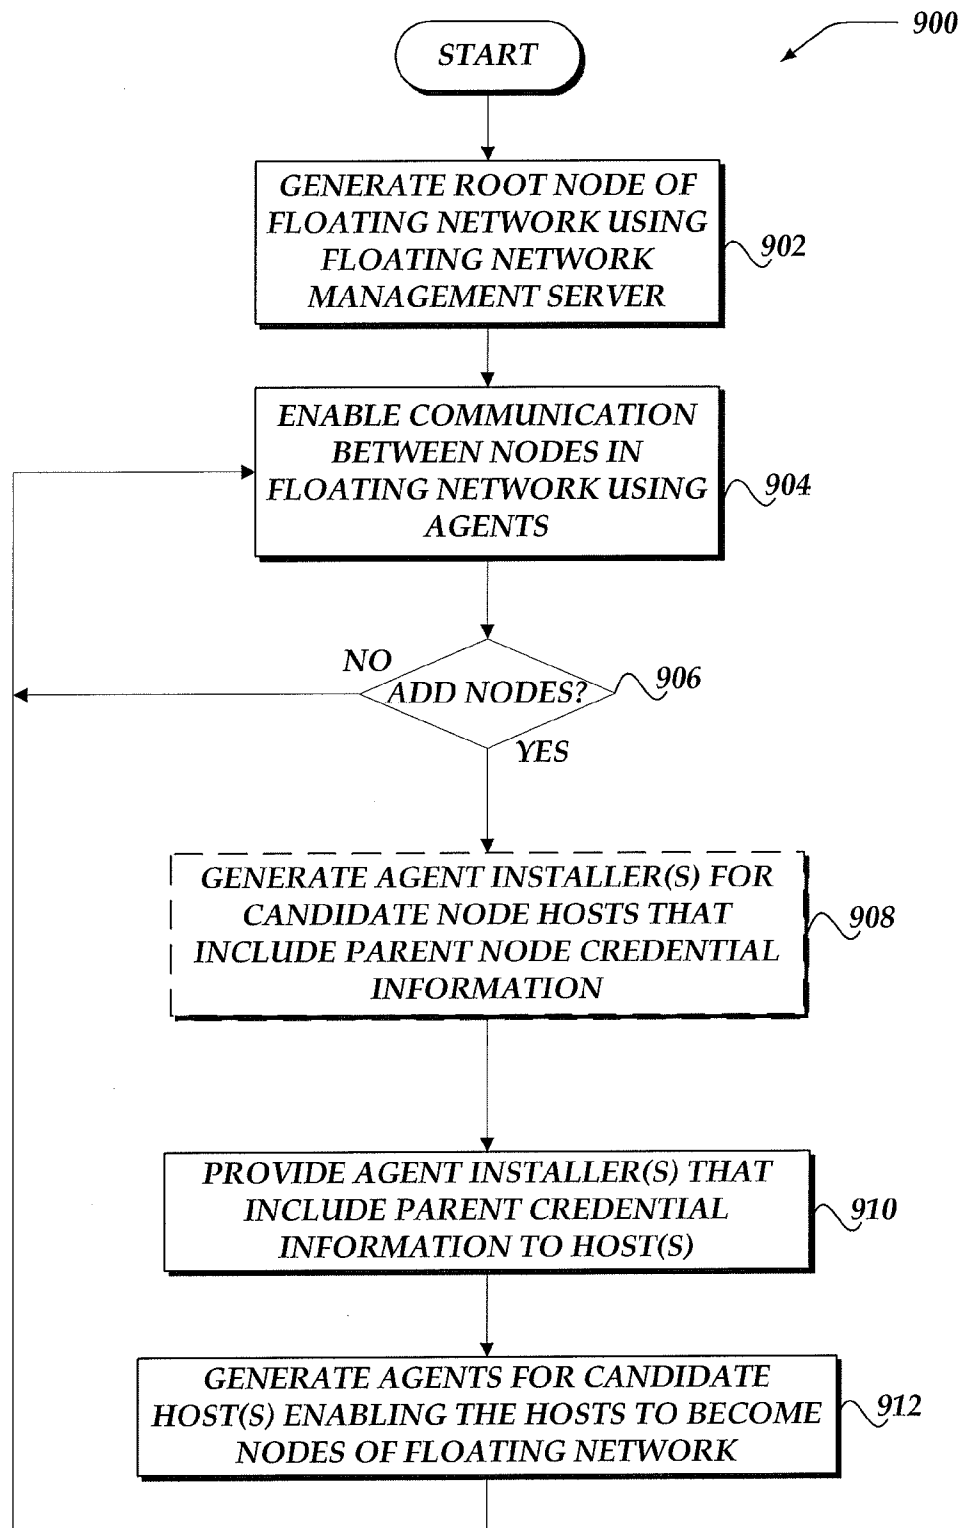 900
START
GENERATE ROOT NODE OF
FLOATING NETWORK USING
FLOATING NETWORK
MANAGEMENT SERVER
902
ENABLE COMMUNICATION
BETWEEN NODES IN
FLOATING NETWORK USING
AGENTS
904
NO
ADD NODES?
906
YES
GENERATE AGENT INSTALLER(S) FOR
CANDIDATE NODE HOSTS THAT
INCLUDE PARENT NODE CREDENTIAL
INFORMATION
908
PROVIDE AGENT INSTALLER(S) THAT
INCLUDE PARENT CREDENTIAL
INFORMATION TO HOST(S)
910
GENERATE AGENTS FOR CANDIDATE
HOST(S) ENABLING THE HOSTS TO BECOME
NODES OF FLOATING NETWORK
912